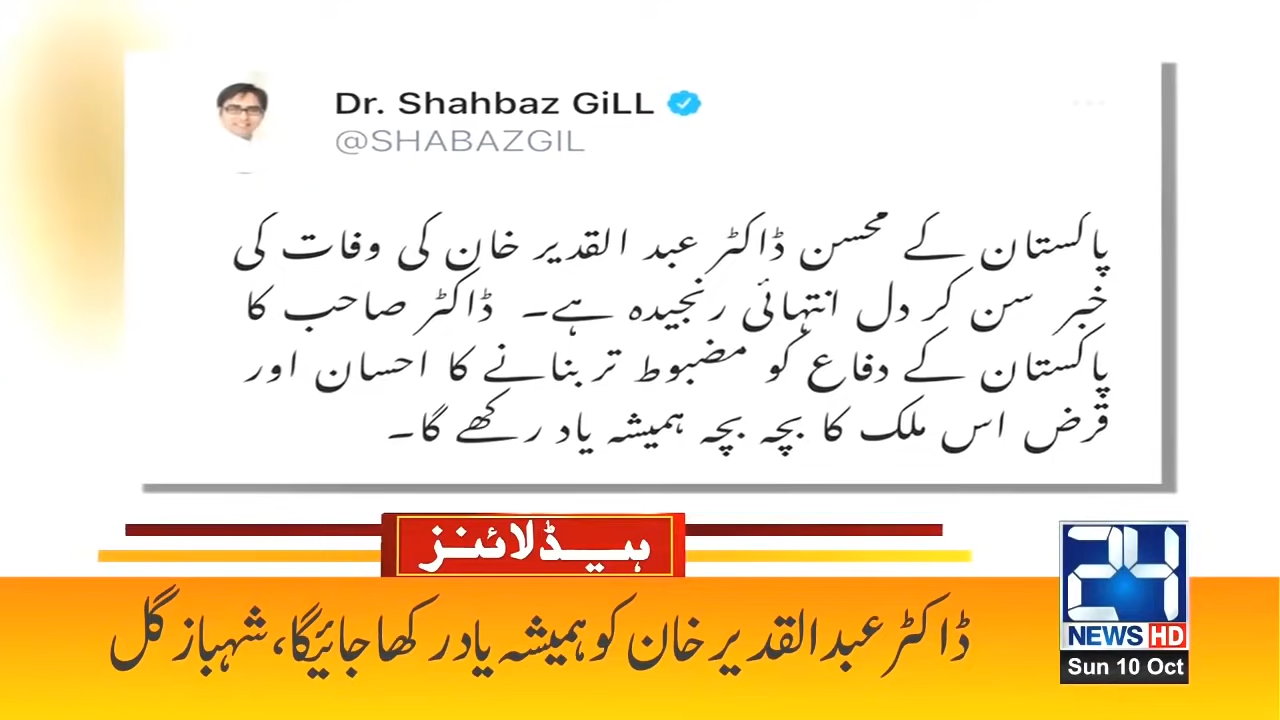 Dr. Shahbaz GiLL
@SHABAZGIL
پاکستان کے محسن ڈاکٹر عبد القدیر خان کی وفات کی
خبر سن کر دل انتہائی رنجیدہ ہے۔ ڈاکٹر صاحب کا
پاکستان کے دفاع کو مضبوط تر بنانے کا احسان اور
قرض اس ملک کا بچہ بچہ ہمیشہ یاد رکھے گا۔
ہیڈلائنز
ڈاکٹر عبدالقدیر خان کو ہمیشہ یاد رکھا جائیگا، شہباز گل
24
NEWS HD
Sun 10 Oct